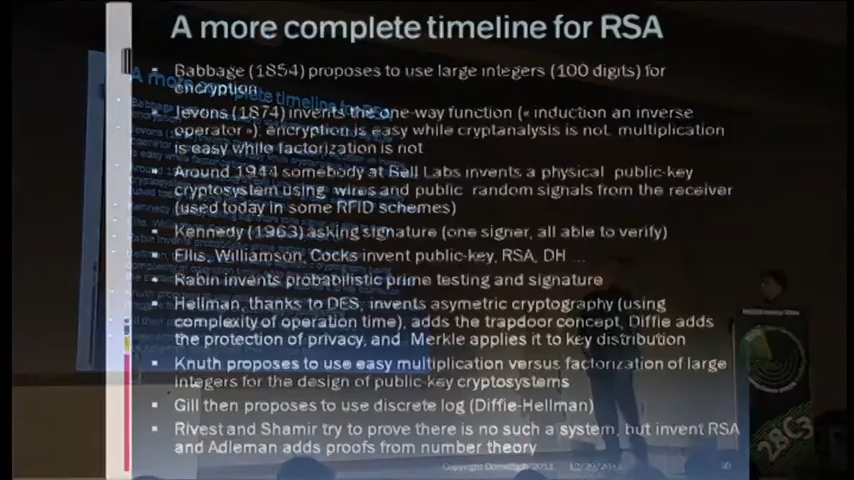 A more complete timeline for RSA
Babbage (1854) proposes to use large integers (100 digits) for
encryption
Jevons (1874) invents the one-way function (« induction an inverse
operator »), encryption is easy while cryptanalysis is not, multiplication
is easy while factorization is not
Around 1944 somebody at Bell Labs invents a physical public-key
cryptosystem using wires and public random signals from the receiver
(used today in some RFID schemes)
Kennedy (1963) asking signature (one signer, all able to verify)
Ellis, Williamson, Cocks invent public-key, RSA, DH ...
Rabin invents probabilistic prime testing and signature
Hellman, thanks to DES, invents asymetric cryptography (using
complexity of operation time), adds the trapdoor concept, Diffie adds
the protection of privacy, and Merkle applies it to key distribution
Knuth proposes to use easy multiplication versus factorization of large
integers for the design of public-key cryptosystems
Gill then proposes to use discrete log (Diffie-Hellman)
Rivest and Shamir try to prove there is no such a system, but invent RSA
and Adleman adds proofs from number theory
Copyright
28C3
A more complete timeline for RSA